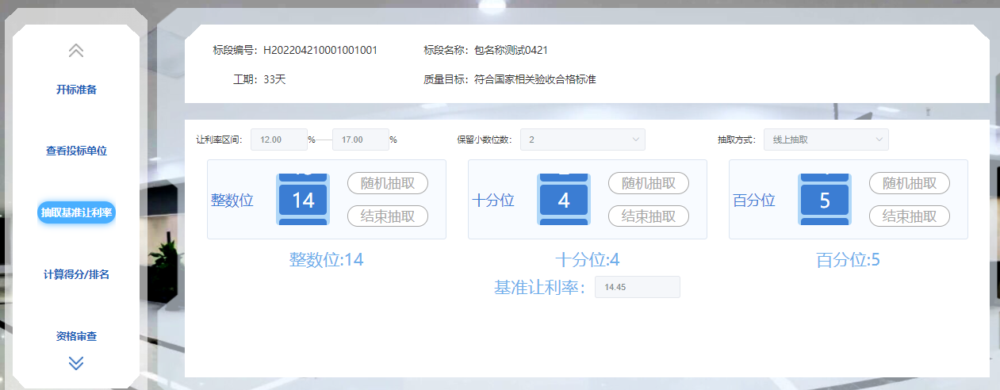 开标准备
查看投标单位
抽取基准让利率
计算得分/排名
资格审查
标段编号：H202204210001001001 标段名称：包名称测试0421
工期：33天 质量目标：符合国家相关验收合格标准
让利率区间： 12.00 %——17.00 % 保留小数位数： 2 抽取方式： 线上抽取
整数位 14 随机抽取 结束抽取
十分位 4 随机抽取 结束抽取
百分位 5 随机抽取 结束抽取
整数位:14 十分位:4 百分位:5
基准让利率： 14.45